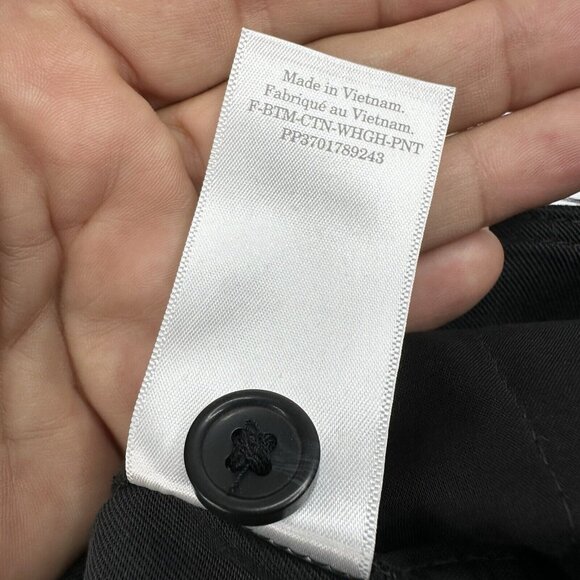 Made in Vietnam.
Fabriqué au Vietnam.
F-BTM-CTN-WHGH-PNT
PP3701789243